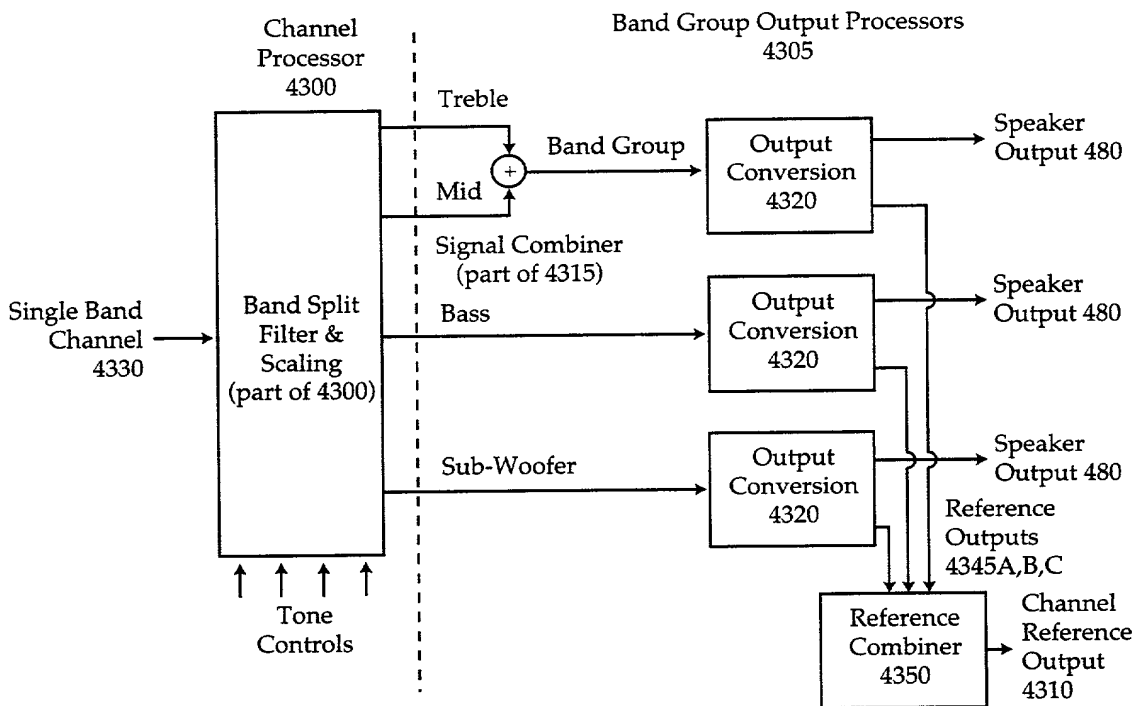 Channel
Processor
4300
Band Group Output Processors
4305
Treble
Mid
+
Band Group
Output
Conversion
4320
Speaker
Output 480
Signal Combiner
(part of 4315)
Single Band
Channel
4330
Band Split
Filter &
Scaling
(part of 4300)
Bass
Output
Conversion
4320
Speaker
Output 480
Sub-Woofer
Output
Conversion
4320
Speaker
Output 480
Reference
Outputs
4345A,B,C
Tone
Controls
Reference
Combiner
4350
Channel
Reference
Output
4310